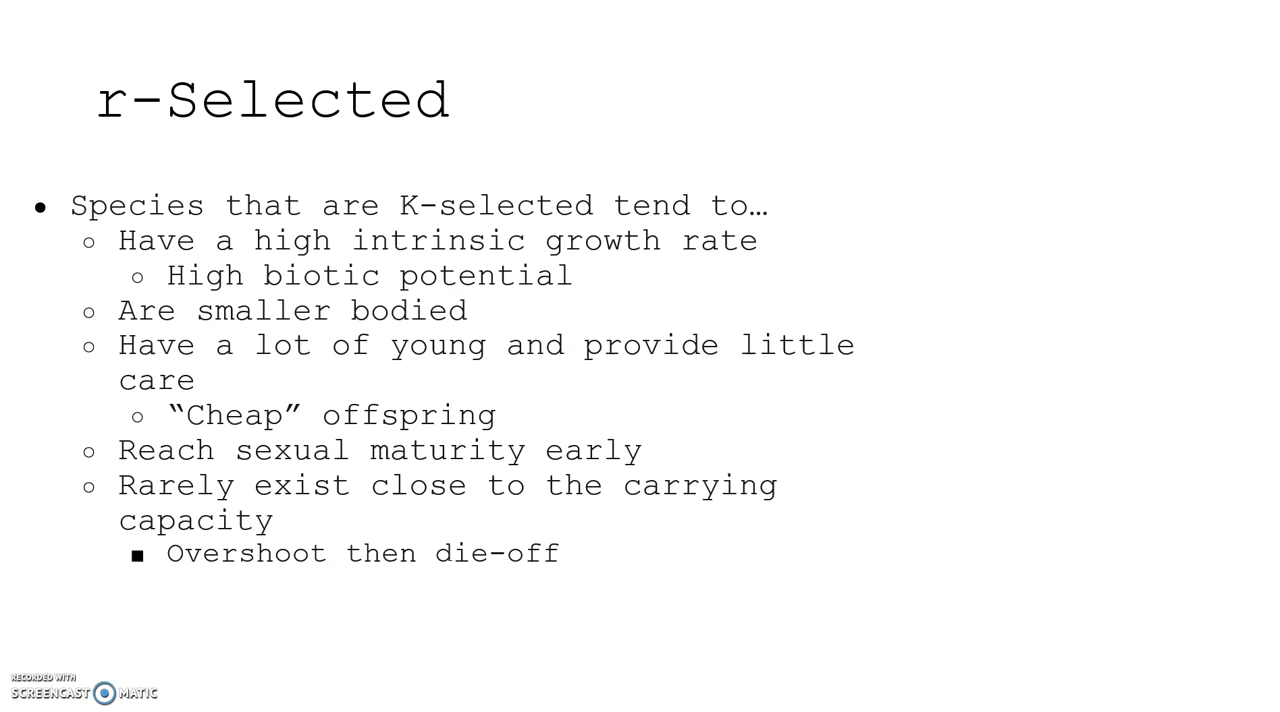 r-Selected
● Species that are K-selected tend to…
○ Have a high intrinsic growth rate
○ High biotic potential
○ Are smaller bodied
○ Have a lot of young and provide little
care
○ “Cheap” offspring
○ Reach sexual maturity early
○ Rarely exist close to the carrying
capacity
■ Overshoot then die-off
RECORDED WITH
SCREENCAST MATIC